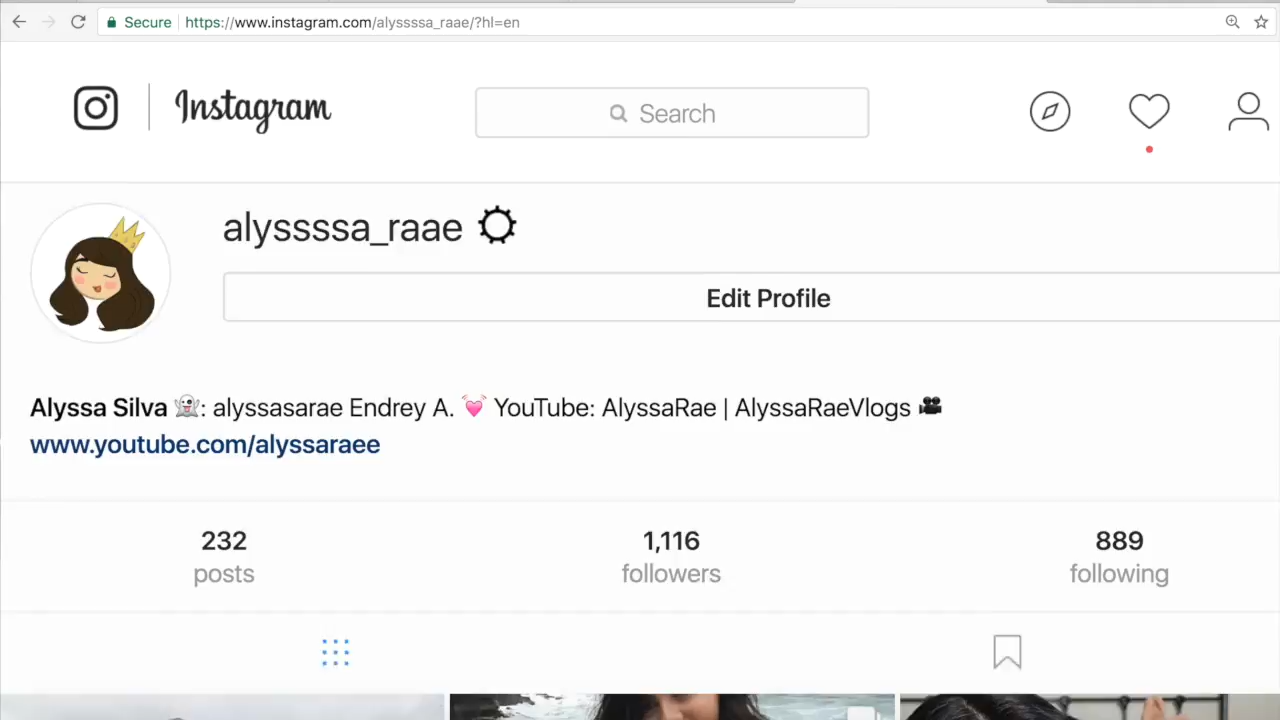 Secure https://www.instagram.com/alyssssa_raae/?hl=en
Instagram
Search
alyssssa_raae
Edit Profile
Alyssa Silva 👻: alyssasarae Endrey A. 💓 YouTube: AlyssaRae | AlyssaRaeVlogs 🎥
www.youtube.com/alyssaraee
232 1,116 889
posts followers following